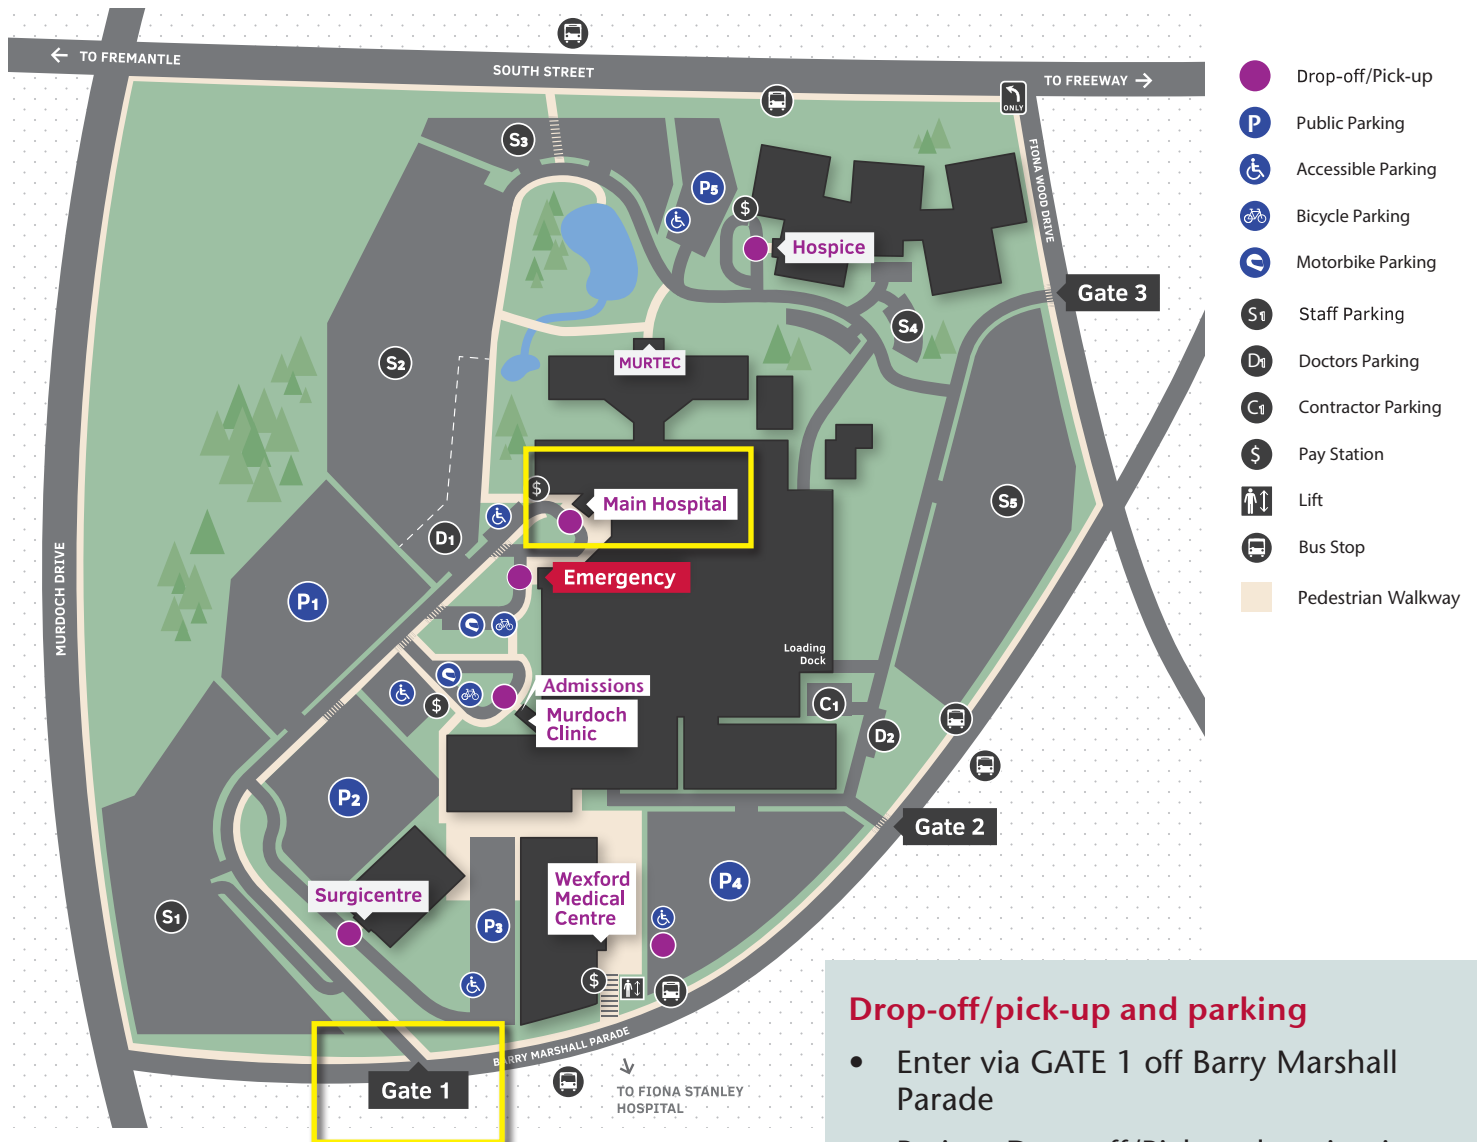 TO FREMANTLE
SOUTH STREET
TO FREEWAY
ONLY
FIONA WOOD DRIVE
MURDOCH DRIVE
S3
P5
$
Hospice
Gate 3
S4
S2
MURTEC
$
Main Hospital
S5
D1
Emergency
P1
Loading
Dock
Admissions
$
Murdoch
Clinic
C1
D2
P2
Gate 2
Wexford
Medical
Centre
P4
Surgicentre
S1
P3
$
BARRY MARSHALL PARADE
Gate 1
TO FIONA STANLEY
HOSPITAL
Drop-off/Pick-up
P Public Parking
Accessible Parking
Bicycle Parking
Motorbike Parking
S1 Staff Parking
D1 Doctors Parking
C1 Contractor Parking
$ Pay Station
Lift
Bus Stop
Pedestrian Walkway
Drop-off/pick-up and parking
• Enter via GATE 1 off Barry Marshall
Parade